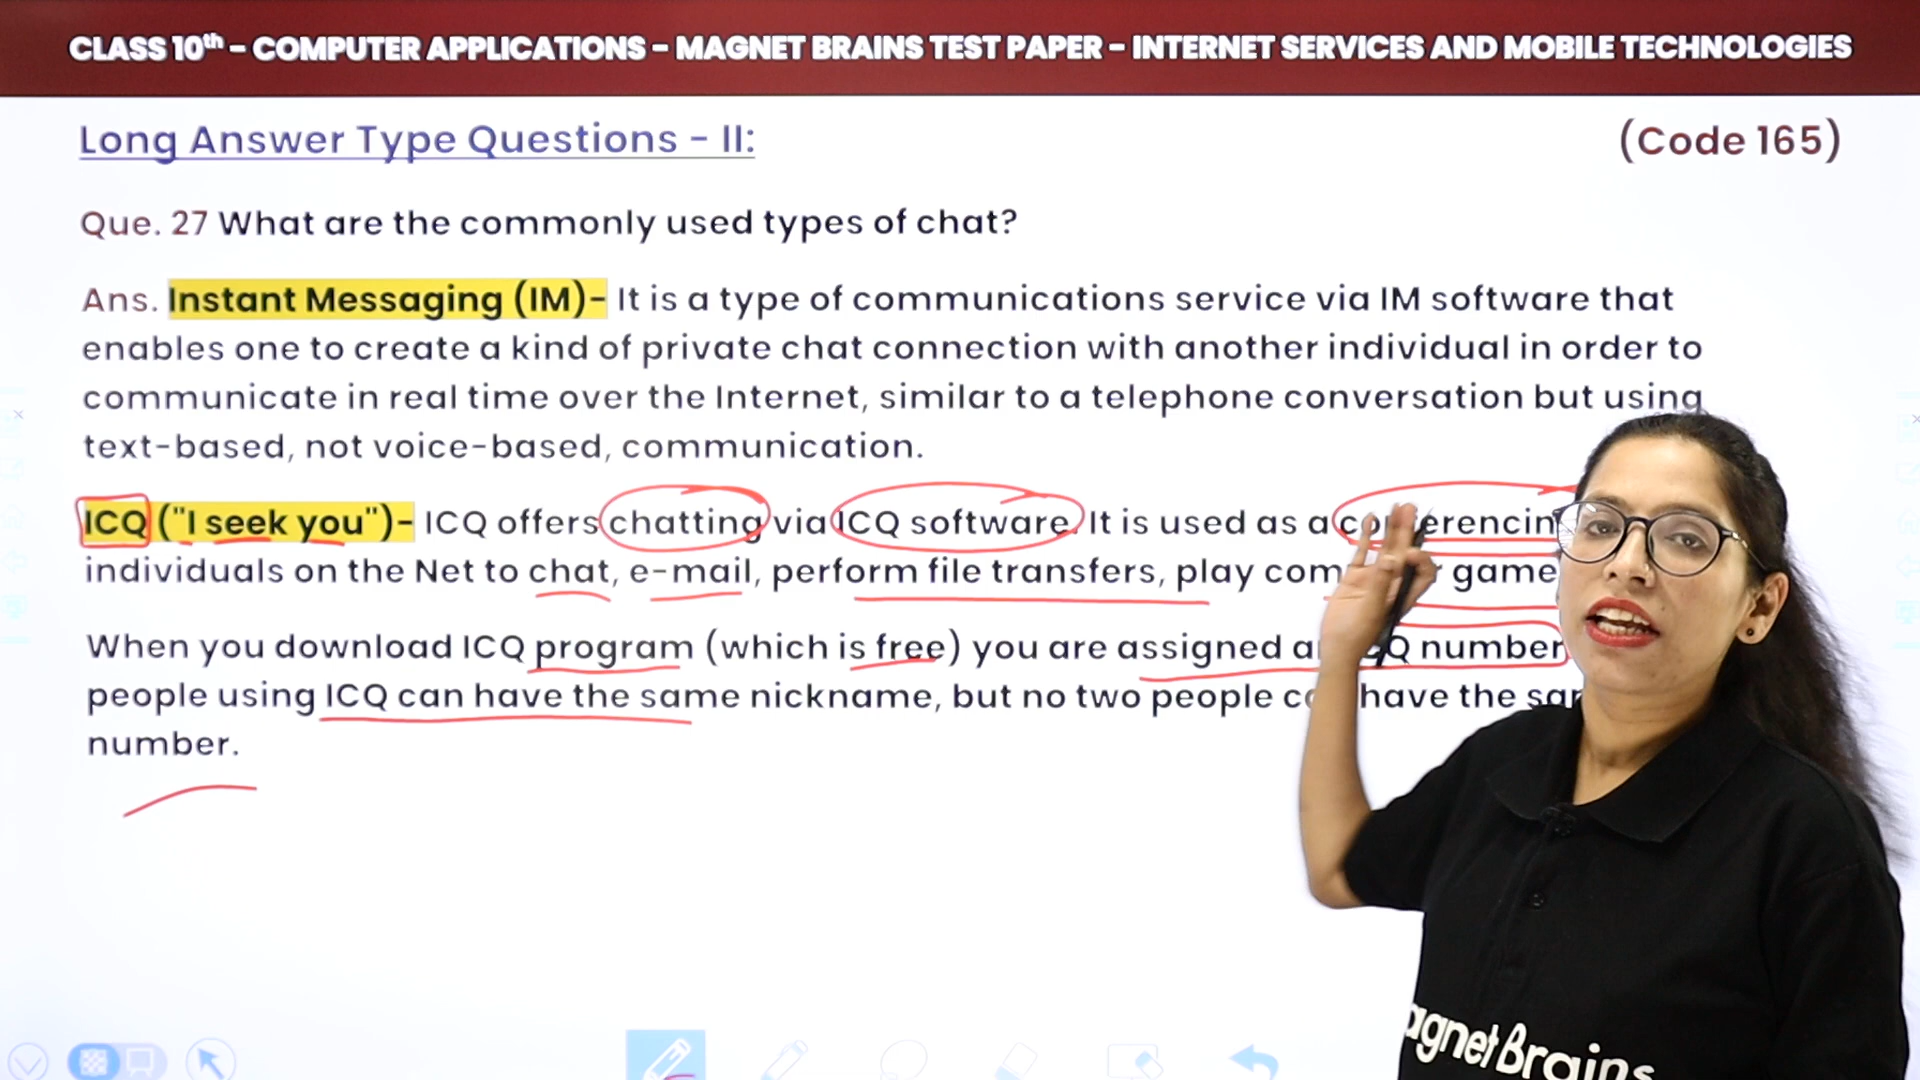 CLASS 10th - COMPUTER APPLICATIONS - MAGNET BRAINS TEST PAPER - INTERNET SERVICES AND MOBILE TECHNOLOGIES
Long Answer Type Questions - II:
(Code 165)
Que. 27 What are the commonly used types of chat?
Ans. Instant Messaging (IM)- It is a type of communications service via IM software that
enables one to create a kind of private chat connection with another individual in order to
communicate in real time over the Internet, similar to a telephone conversation but using
text-based, not voice-based, communication.
ICQ ("I seek you")- ICQ offers chatting via ICQ software. It is used as a
individuals on the Net to chat, e-mail, perform file transfers, play
When you download ICQ program (which is free) you are assigned number
people using ICQ can have the same nickname, but no two people have the
number.